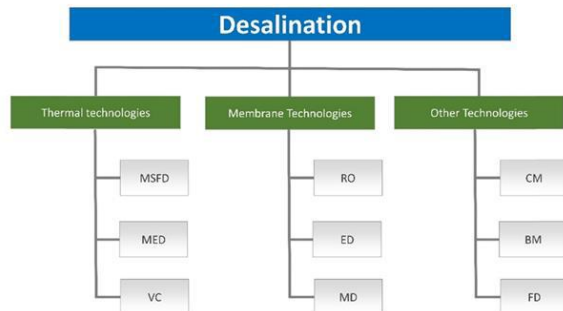 Desalination
Thermal technologies
Membrane Technologies
Other Technologies
MSFD
RO
CM
MED
ED
BM
VC
MD
FD